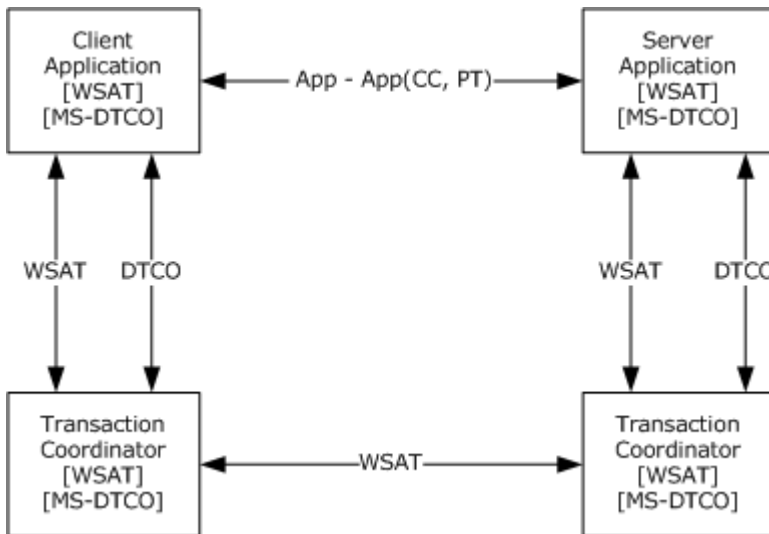 Client
Application
[WSAT]
[MS-DTCO]
App - App(CC, PT)
Server
Application
[WSAT]
[MS-DTCO]
WSAT
DTCO
WSAT
DTCO
Transaction
Coordinator
[WSAT]
[MS-DTCO]
WSAT
Transaction
Coordinator
[WSAT]
[MS-DTCO]